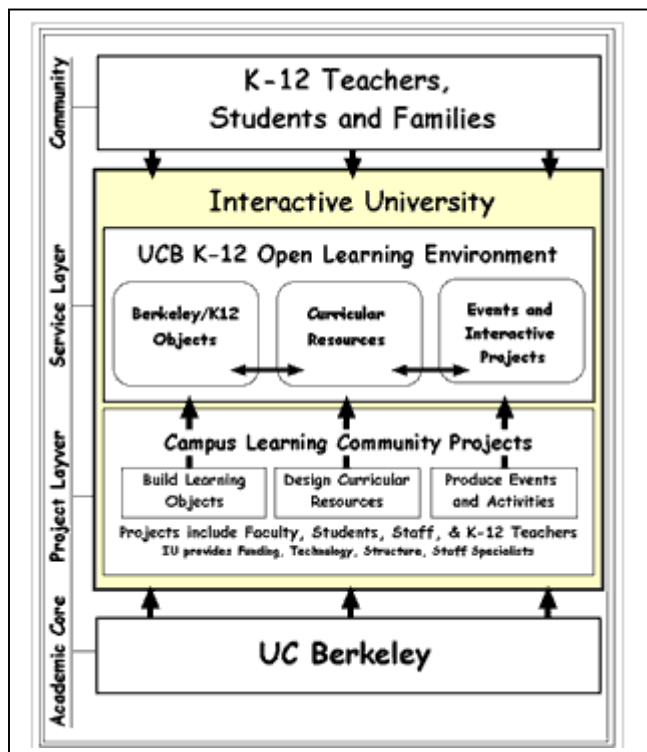 Community
K-12 Teachers,
Students and Families
Interactive University
Service Layer
UCB K-12 Open Learning Environment
Berkeley/K12
Objects
Curricular
Resources
Events and
Interactive
Projects
Project Layver
Campus Learning Community Projects
Build Learning
Objects
Design Curricular
Resources
Produce Events
and Activities
Projects include Faculty, Students, Staff, & K-12 Teachers
IU provides Funding, Technology, Structure, Staff Specialists
Academic Core
UC Berkeley